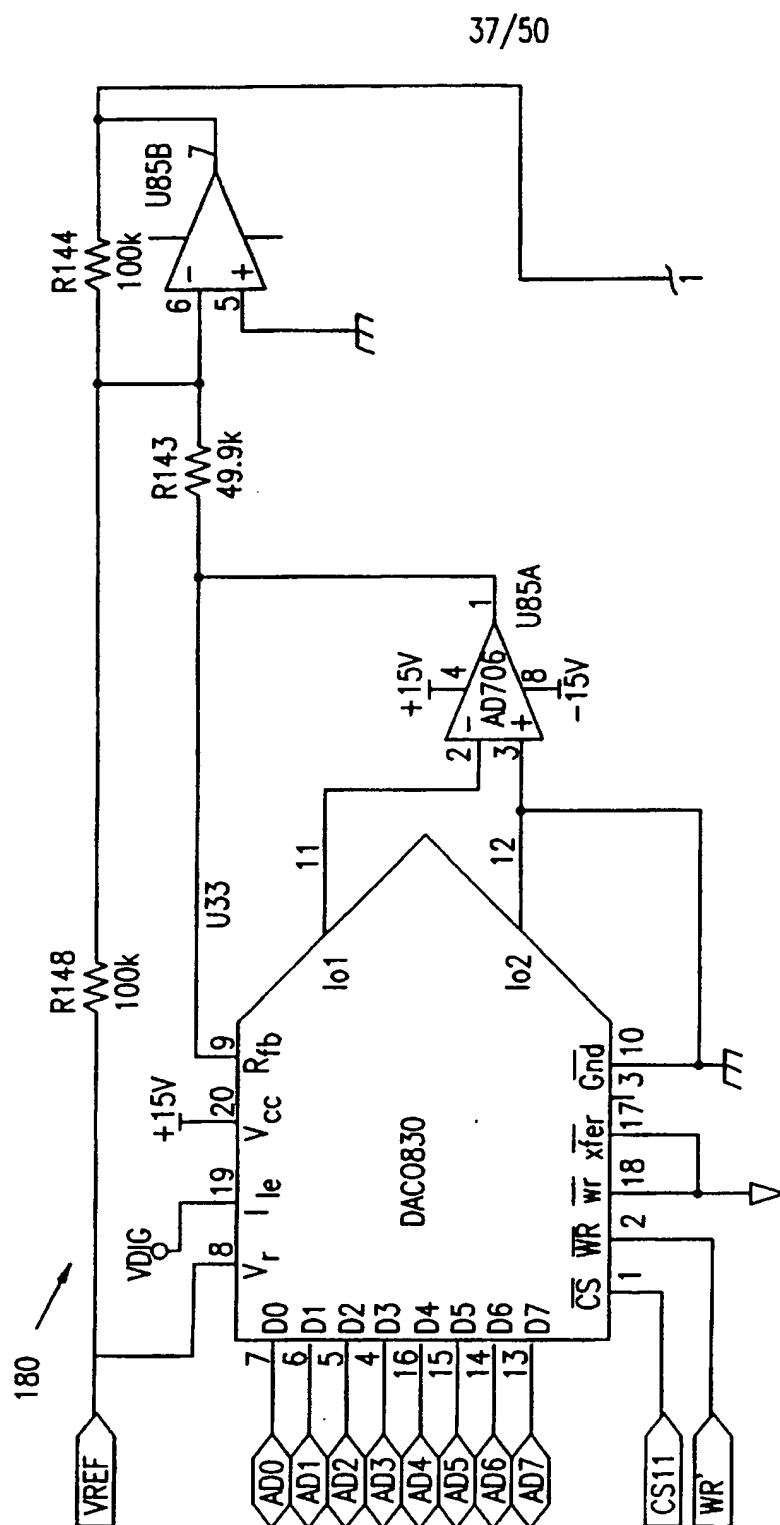 37/50
180
VREF
R148
100k
R144
100k
U85B
6
-
5
+
7
R143
49.9k
VDIG
+15V
U33
8
19
20
9
Vr
Ile
Vcc
Rfb
7 D0
6 D1
5 D2
4 D3
16 D4
15 D5
14 D6
13 D7
AD0
AD1
AD2
AD3
AD4
AD5
AD6
AD7
DAC0830
Io1
11
Io2
12
+15V
4
2
-
AD706
3
+
8
-15V
1
U85A
CS
WR
wr
xfer
Gnd
1
2
18
17
3
10
CS11
WR'
1